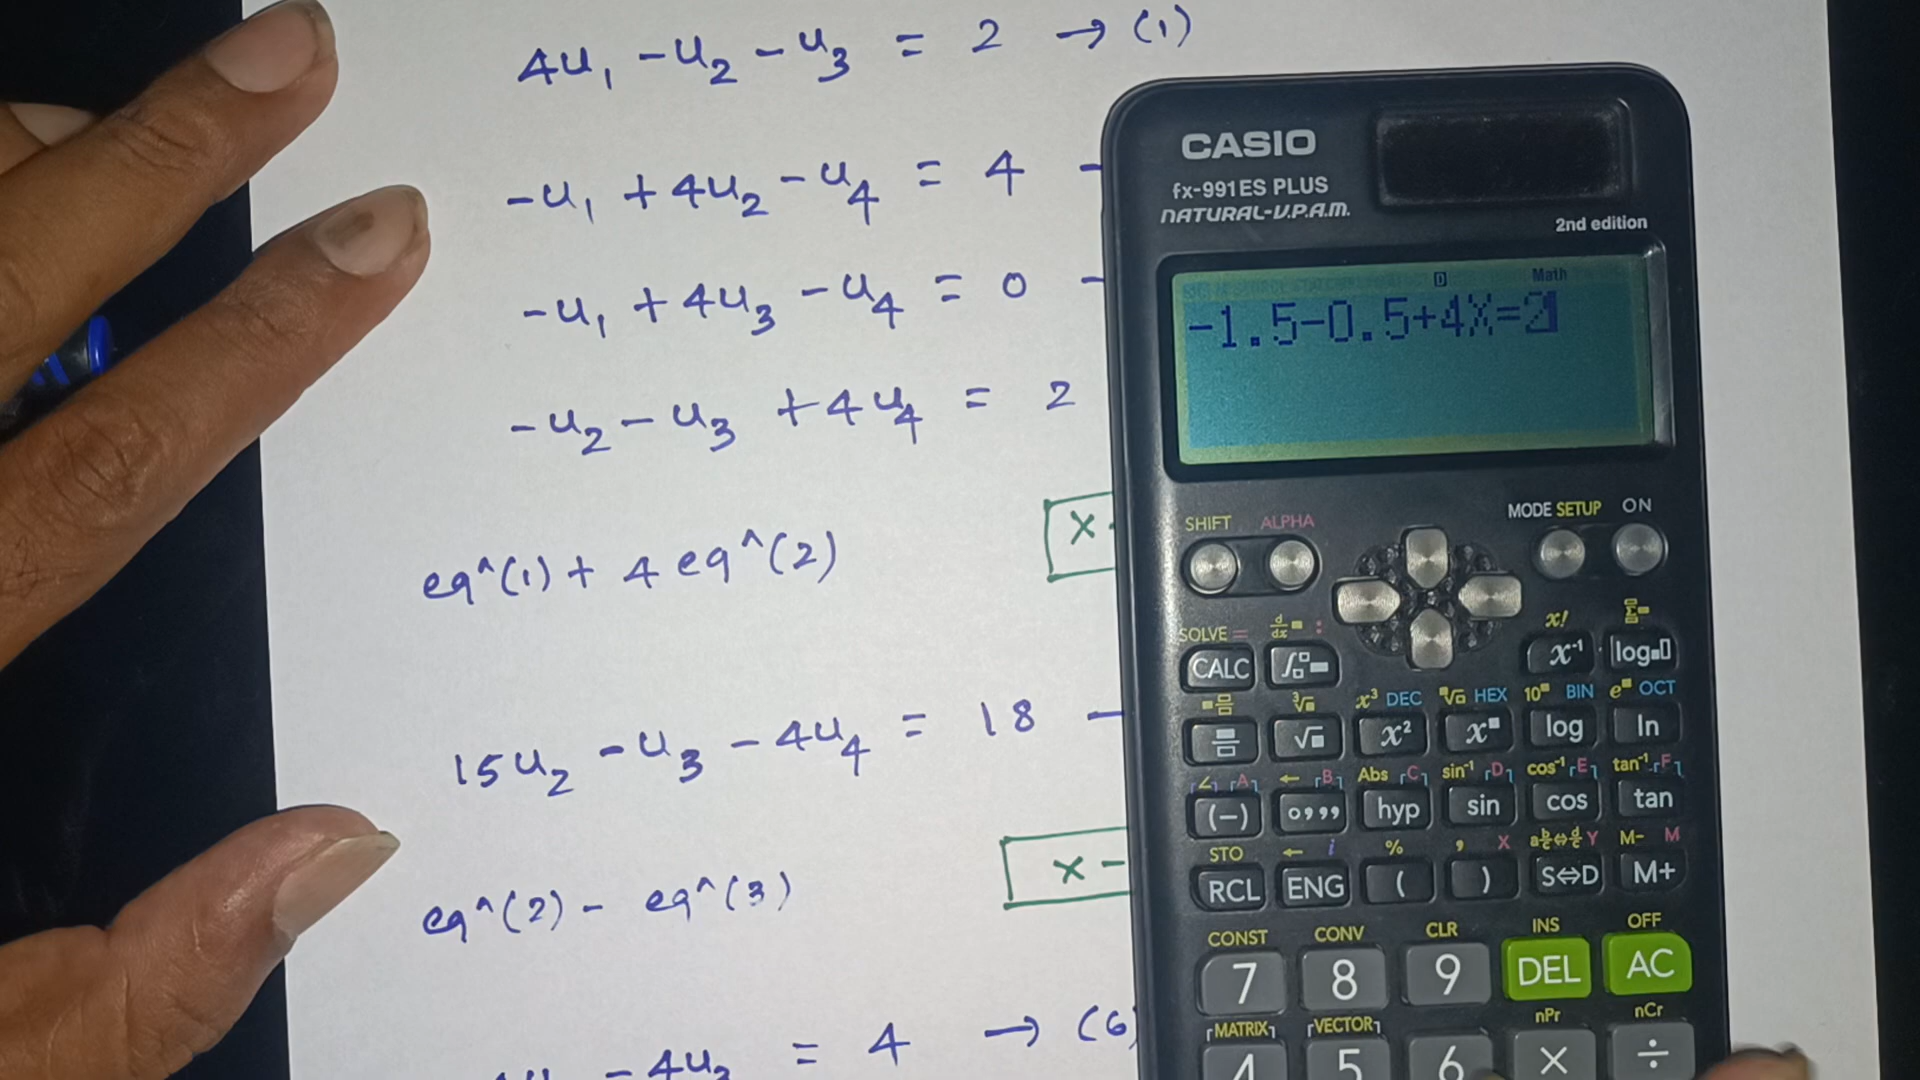 4u₁ - u₂ - u₃ = 2 → (1)
-u₁ + 4u₂ - u₄ = 4 -
-u₁ + 4u₃ - u₄ = 0 -
-u₂ - u₃ + 4u₄ = 2
eq^(1) + 4 eq^(2)
x -
15u₂ - u₃ - 4u₄ = 18 -
eq^(2) - eq^(3)
x -
- 4u₃ = 4 → (6)
CASIO
fx-991ES PLUS
NATURAL-V.P.A.M.
2nd edition
D Math
-1.5-0.5+4X=2
SHIFT ALPHA MODE SETUP ON
SOLVE = d/dx :  x! Σ
CALC ∫ x⁻¹ log
³√ x³ DEC √ HEX 10 BIN e OCT
√ x² x log ln
∠ A ← B Abs C sin⁻¹ D cos⁻¹ E tan⁻¹ F
(−) hyp sin cos tan
STO ← i % , X a b/c⇔d/c Y M- M
RCL ENG ( ) S⇔D M+
CONST CONV CLR INS OFF
7 8 9 DEL AC
MATRIX VECTOR nPr nCr
4 5 6 × ÷